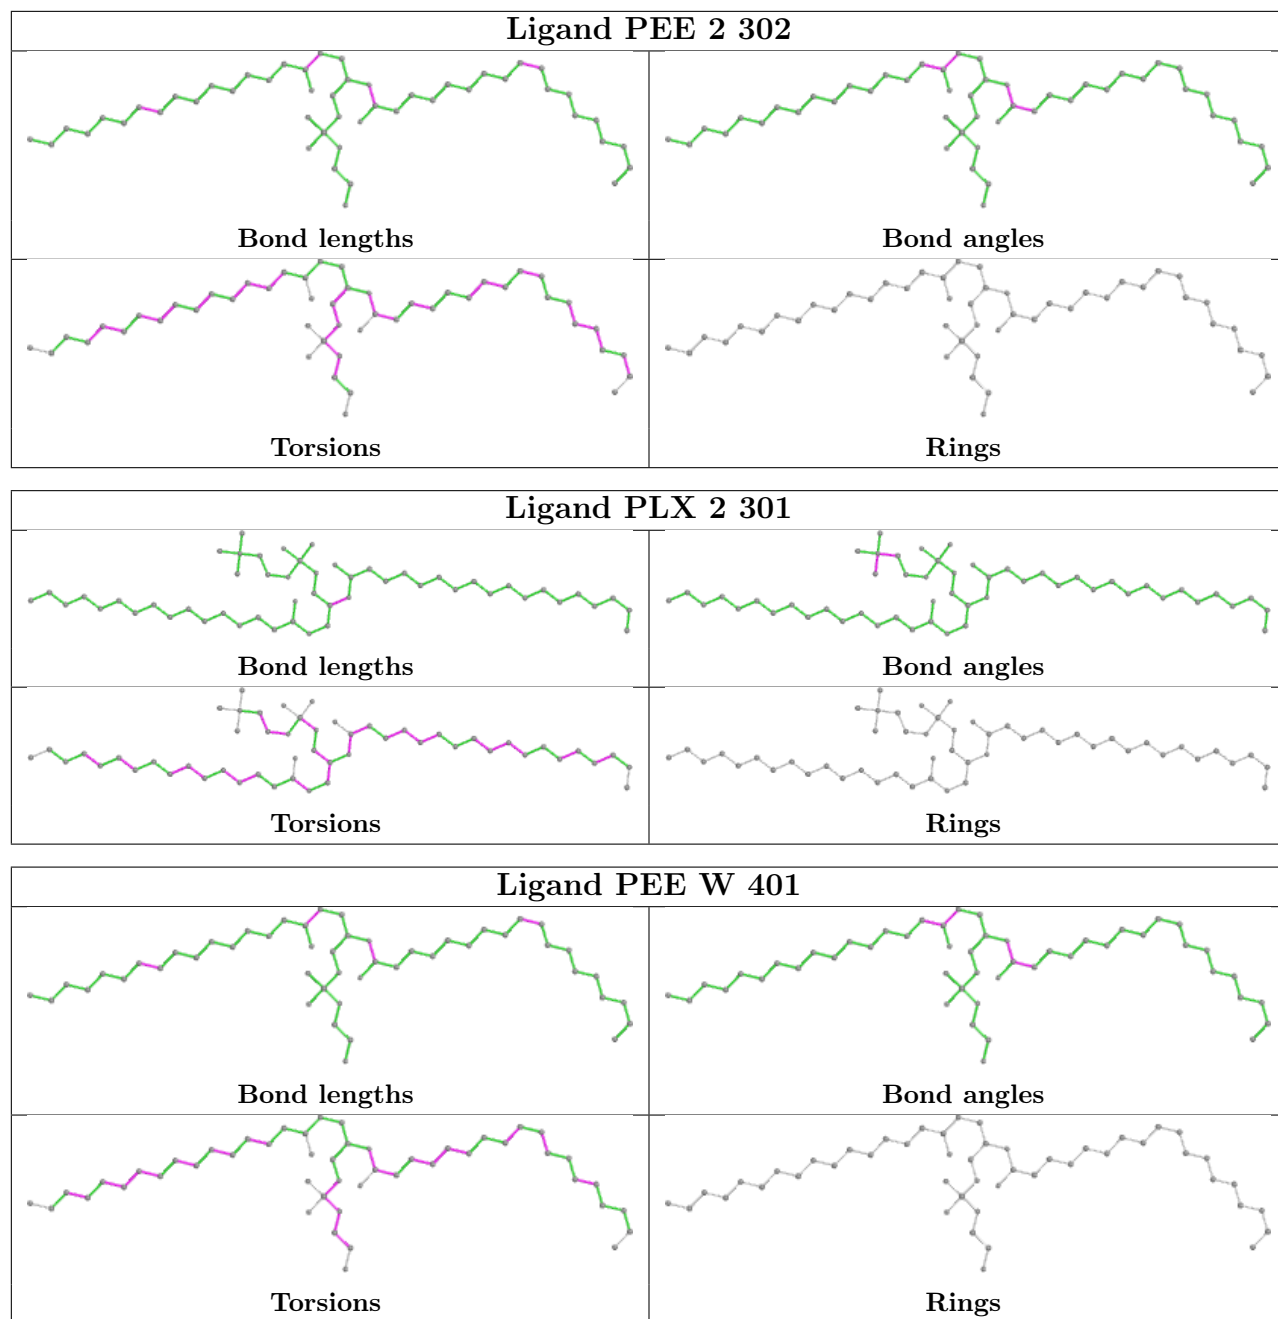 Ligand PEE 2 302
Bond lengths
Bond angles
Torsions
Rings
Ligand PLX 2 301
Bond lengths
Bond angles
Torsions
Rings
Ligand PEE W 401
Bond lengths
Bond angles
Torsions
Rings